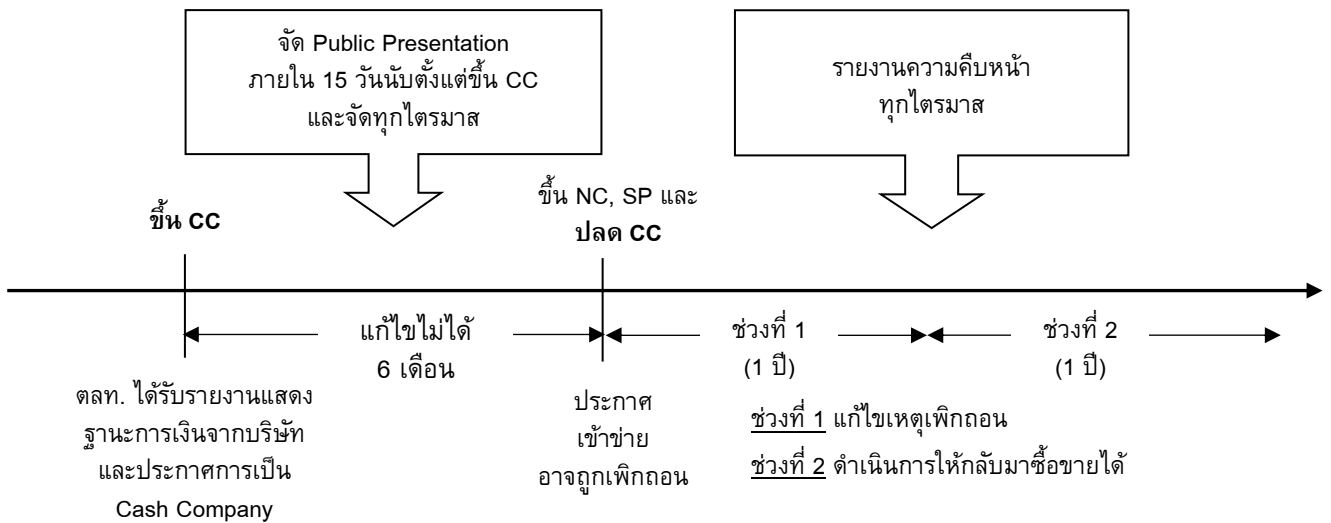 จัด Public Presentation
ภายใน 15 วันนับตั้งแต่ขึ้น CC
และจัดทุกไตรมาส
รายงานความคืบหน้า
ทุกไตรมาส
ขึ้น CC
ขึ้น NC, SP และ
ปลด CC
แก้ไขไม่ได้
6 เดือน
ช่วงที่ 1
(1 ปี)
ช่วงที่ 2
(1 ปี)
ตลท. ได้รับรายงานแสดง
ฐานะการเงินจากบริษัท
และประกาศการเป็น
Cash Company
ประกาศ
เข้าข่าย
อาจถูกเพิกถอน
ช่วงที่ 1 แก้ไขเหตุเพิกถอน
ช่วงที่ 2 ดำเนินการให้กลับมาซื้อขายได้